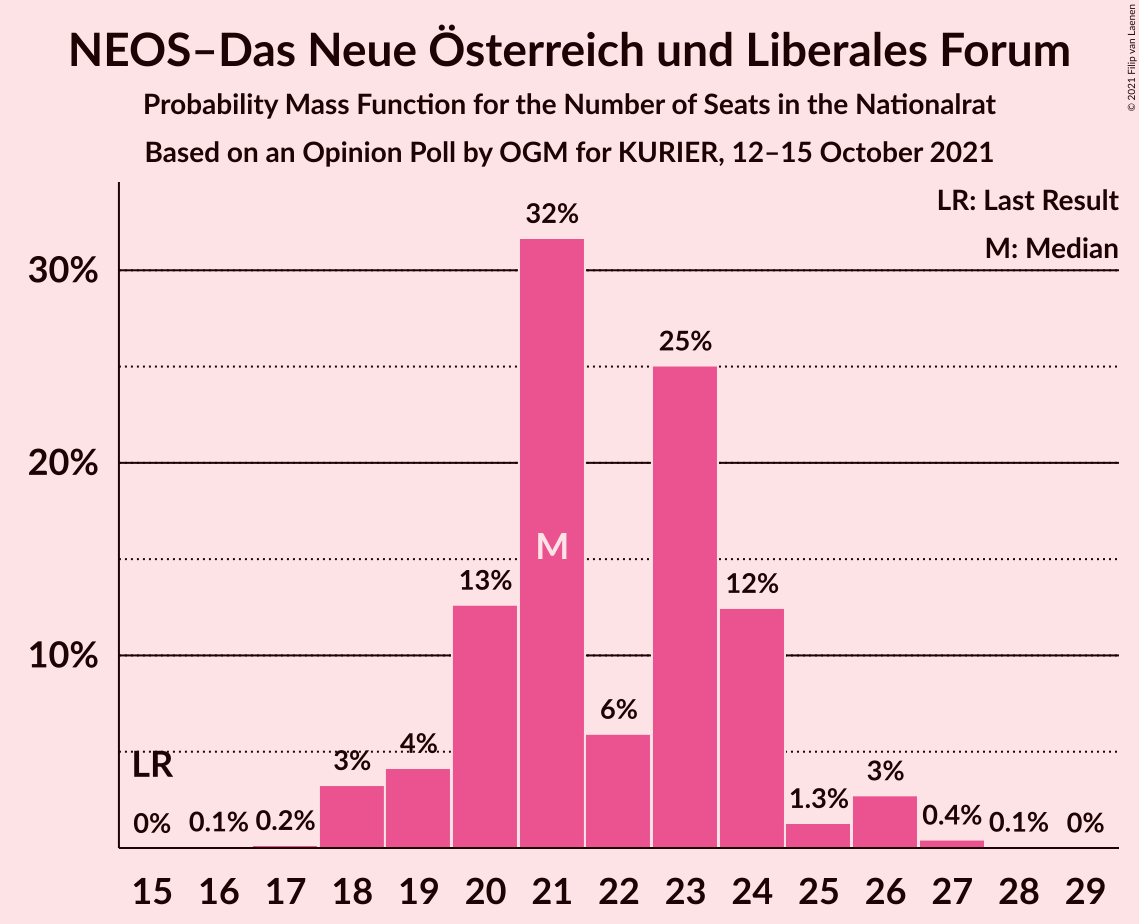 NEOS–Das Neue Österreich und Liberales Forum
Probability Mass Function for the Number of Seats in the Nationalrat
Based on an Opinion Poll by OGM for KURIER, 12–15 October 2021
© 2021 Filip van Laenen
LR: Last Result
M: Median
30%
20%
10%
32%
25%
M
13%
12%
6%
LR
3%
4%
3%
0%
0.1%
0.2%
1.3%
0.4%
0.1%
0%
15 16 17 18 19 20 21 22 23 24 25 26 27 28 29